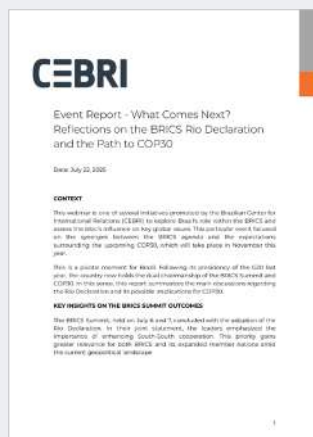 CEBRI
Event Report - What Comes Next?
Reflections on the BRICS Rio Declaration
and the Path to COP30
Date: July 22, 2025
CONTEXT
This webinar is one of several initiatives promoted by the Brazilian Center for
International Relations (CEBRI) to explore Brazil's role within the BRICS and
assess the bloc's influence on key global issues. This particular event focused
on the synergies between the BRICS agenda and the expectations
surrounding the upcoming COP30, which will take place in November this
year.
This is a pivotal moment for Brazil. Following its presidency of the G20 last
year, the country now holds the dual chairmanship of the BRICS Summit and
COP30. In this sense, this report summarizes the main discussions regarding
the Rio Declaration and its possible implications for COP30.
KEY INSIGHTS ON THE BRICS SUMMIT OUTCOMES
The BRICS Summit, held on July 6 and 7, concluded with the adoption of the
Rio Declaration. In their joint statement, the leaders emphasized the
importance of enhancing South-South cooperation. This priority gains
greater relevance for both BRICS and its expanded member nations amid
the current geopolitical landscape
1